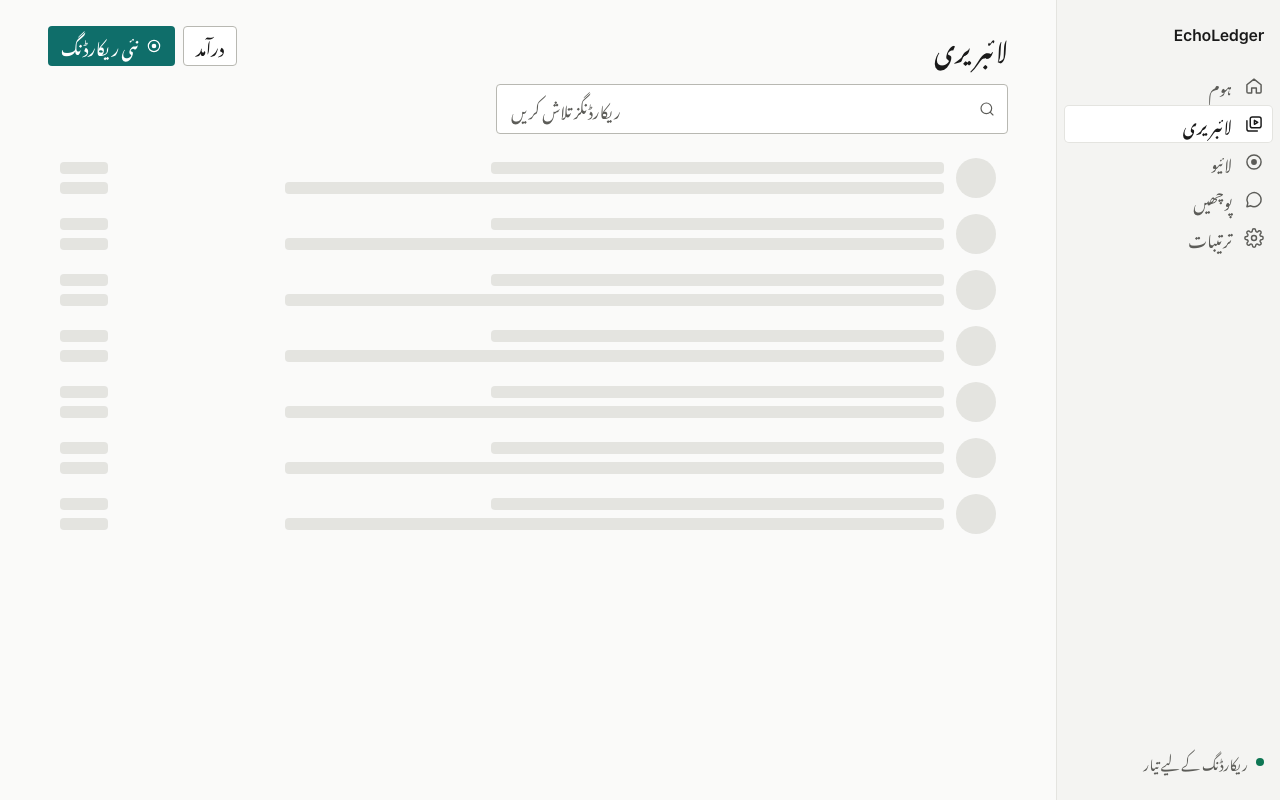 EchoLedger
ہوم
لائبریری
لائیو
پوچھیں
ترتیبات
ریکارڈنگ کے لیے تیار
لائبریری
درآمد
نئی ریکارڈنگ
ریکارڈنگز تلاش کریں